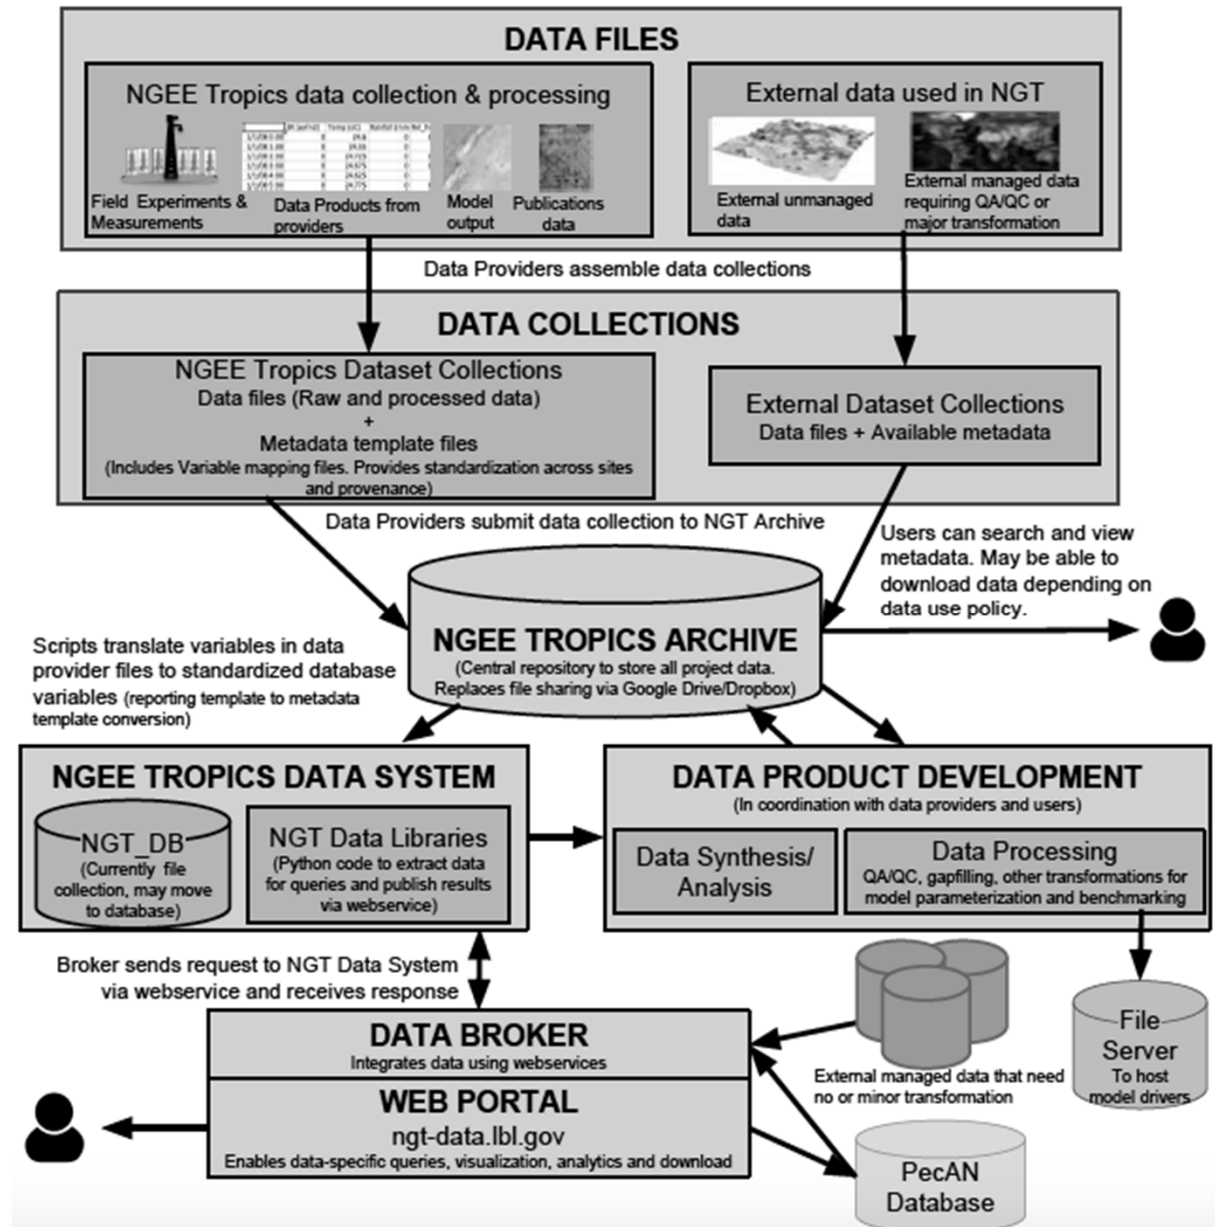 DATA FILES
NGEE Tropics data collection & processing
Field Experiments &
Measurements
Data Products from
providers
Model
output
Publications
data
External data used in NGT
External unmanaged
data
External managed data
requiring QA/QC or
major transformation
Data Providers assemble data collections
DATA COLLECTIONS
NGEE Tropics Dataset Collections
Data files (Raw and processed data)
+
Metadata template files
(Includes Variable mapping files. Provides standardization across sites
and provenance)
External Dataset Collections
Data files + Available metadata
Data Providers submit data collection to NGT Archive
Users can search and view
metadata. May be able to
download data depending on
data use policy.
NGEE TROPICS ARCHIVE
(Central repository to store all project data.
Replaces file sharing via Google Drive/Dropbox)
Scripts translate variables in data
provider files to standardized database
variables (reporting template to metadata
template conversion)
NGEE TROPICS DATA SYSTEM
NGT_DB
(Currently file
collection, may move
to database)
NGT Data Libraries
(Python code to extract data
for queries and publish results
via webservice)
DATA PRODUCT DEVELOPMENT
(In coordination with data providers and users)
Data Synthesis/
Analysis
Data Processing
QA/QC, gapfilling, other transformations for
model parameterization and benchmarking
Broker sends request to NGT Data System
via webservice and receives response
DATA BROKER
Integrates data using webservices
WEB PORTAL
ngt-data.lbl.gov
Enables data-specific queries, visualization, analytics and download
External managed data that need
no or minor transformation
File
Server
To host
model drivers
PecAN
Database